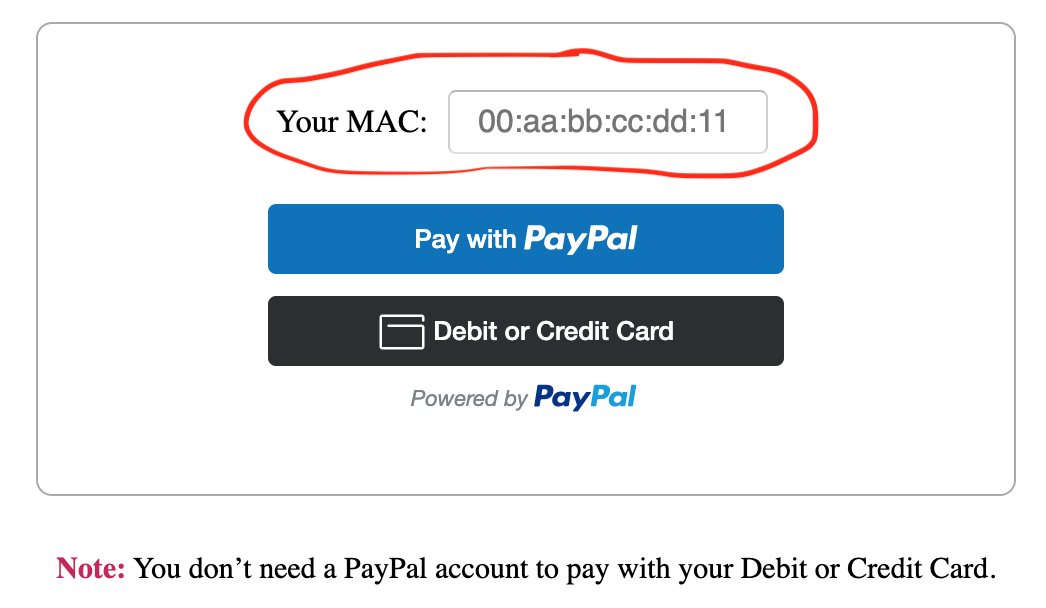 Your MAC: 00:aa:bb:cc:dd:11
Pay with PayPal
Debit or Credit Card
Powered by PayPal
Note: You don’t need a PayPal account to pay with your Debit or Credit Card.